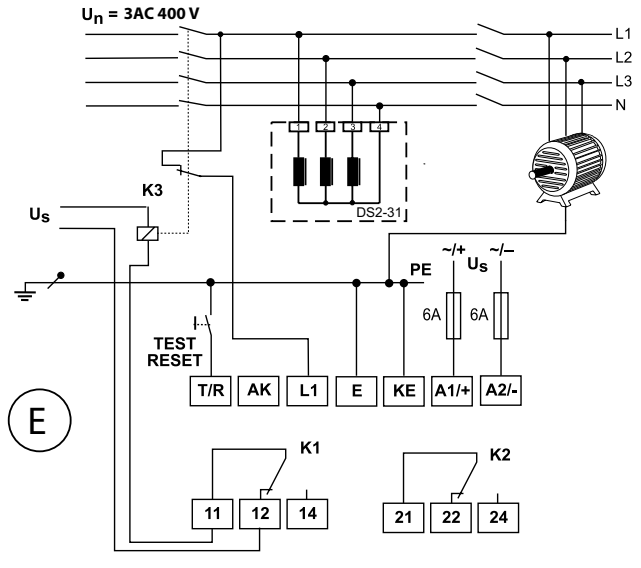 Un = 3AC 400 V
L1
L2
L3
N
1 2 3 4
DS2-31
K3
Us
PE
~/+ Us ~/–
6A 6A
TEST
RESET
T/R AK L1 E KE A1/+ A2/-
E
K1 K2
11 12 14 21 22 24